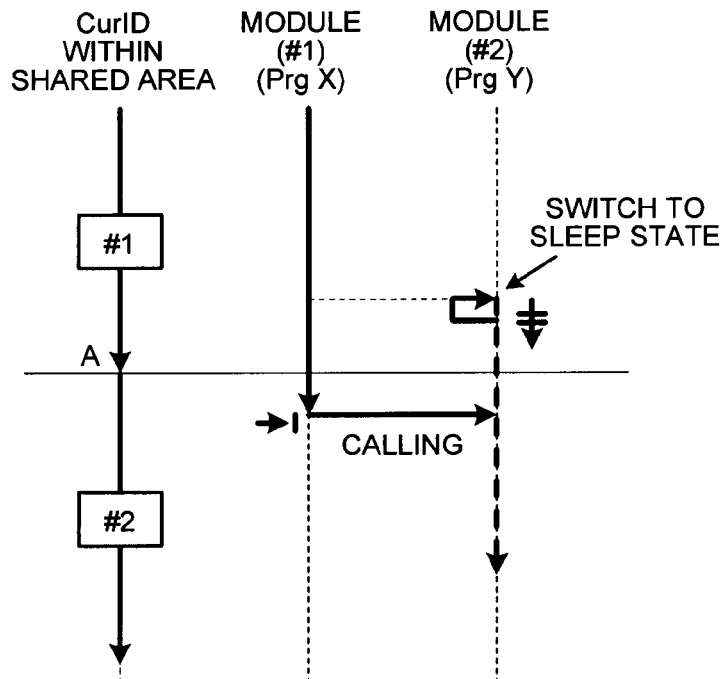 CurID
WITHIN
SHARED AREA
MODULE
(#1)
(Prg X)
MODULE
(#2)
(Prg Y)
#1
SWITCH TO
SLEEP STATE
A
CALLING
#2